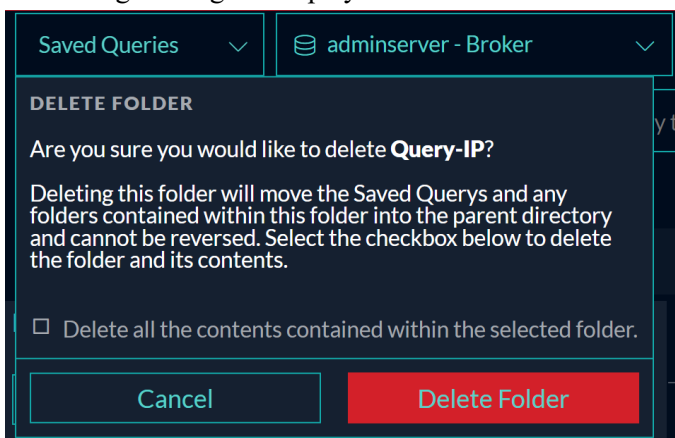 Saved Queries
adminserver - Broker
DELETE FOLDER
Are you sure you would like to delete Query-IP?
Deleting this folder will move the Saved Querys and any
folders contained within this folder into the parent directory
and cannot be reversed. Select the checkbox below to delete
the folder and its contents.
Delete all the contents contained within the selected folder.
Cancel
Delete Folder